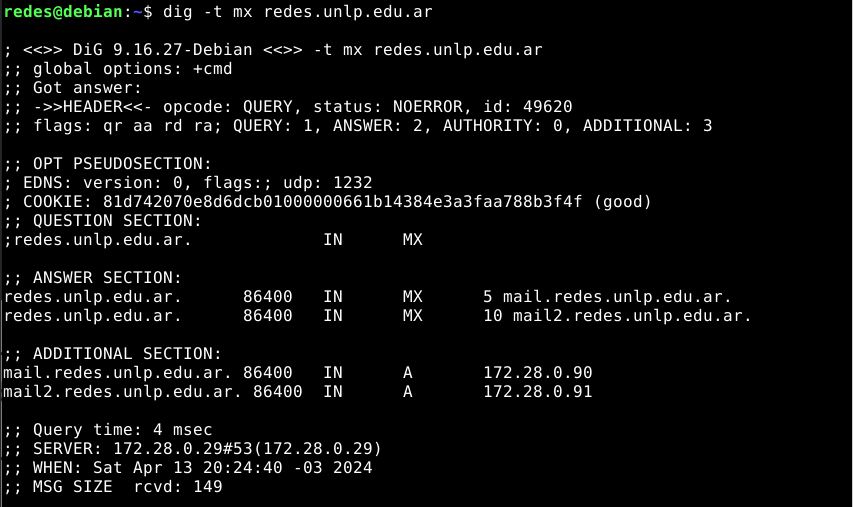 redes@debian:~$ dig -t mx redes.unlp.edu.ar
; <<>> DiG 9.16.27-Debian <<>> -t mx redes.unlp.edu.ar
;; global options: +cmd
;; Got answer:
;; ->>HEADER<<- opcode: QUERY, status: NOERROR, id: 49620
;; flags: qr aa rd ra; QUERY: 1, ANSWER: 2, AUTHORITY: 0, ADDITIONAL: 3
;; OPT PSEUDOSECTION:
; EDNS: version: 0, flags:; udp: 1232
; COOKIE: 81d742070e8d6dcb01000000661b14384e3a3faa788b3f4f (good)
;; QUESTION SECTION:
;redes.unlp.edu.ar. IN MX
;; ANSWER SECTION:
redes.unlp.edu.ar. 86400 IN MX 5 mail.redes.unlp.edu.ar.
redes.unlp.edu.ar. 86400 IN MX 10 mail2.redes.unlp.edu.ar.
;; ADDITIONAL SECTION:
mail.redes.unlp.edu.ar. 86400 IN A 172.28.0.90
mail2.redes.unlp.edu.ar. 86400 IN A 172.28.0.91
;; Query time: 4 msec
;; SERVER: 172.28.0.29#53(172.28.0.29)
;; WHEN: Sat Apr 13 20:24:40 -03 2024
;; MSG SIZE rcvd: 149